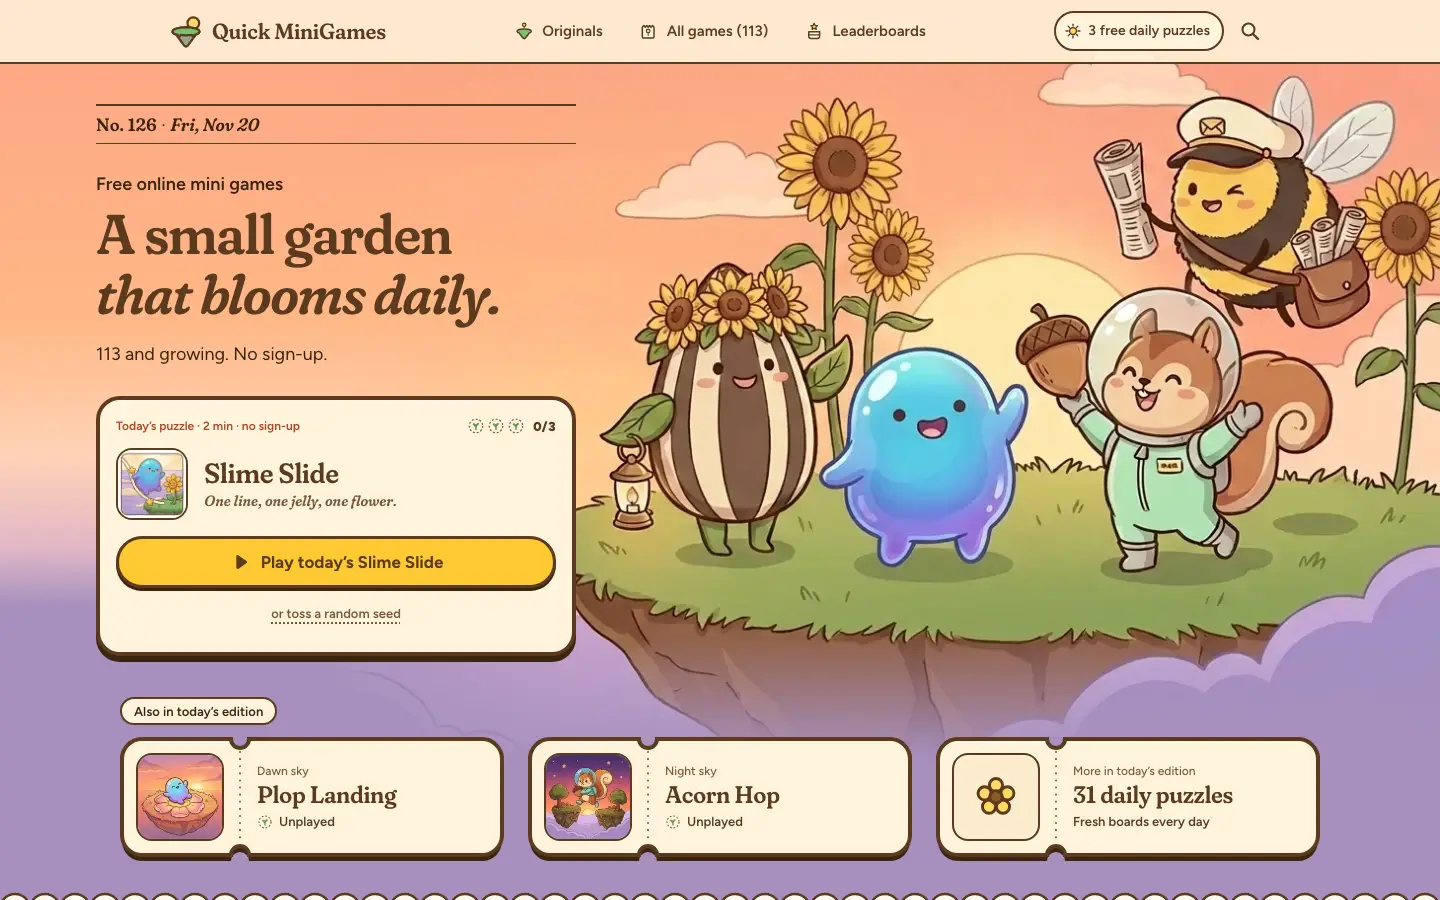 Quick MiniGames
Originals
All games (113)
Leaderboards
3 free daily puzzles
No. 126 · Fri, Nov 20
Free online mini games
A small garden
that blooms daily.
113 and growing. No sign-up.
Today's puzzle · 2 min · no sign-up
0/3
Slime Slide
One line, one jelly, one flower.
Play today's Slime Slide
or toss a random seed
Also in today's edition
Dawn sky
Plop Landing
Unplayed
Night sky
Acorn Hop
Unplayed
More in today's edition
31 daily puzzles
Fresh boards every day